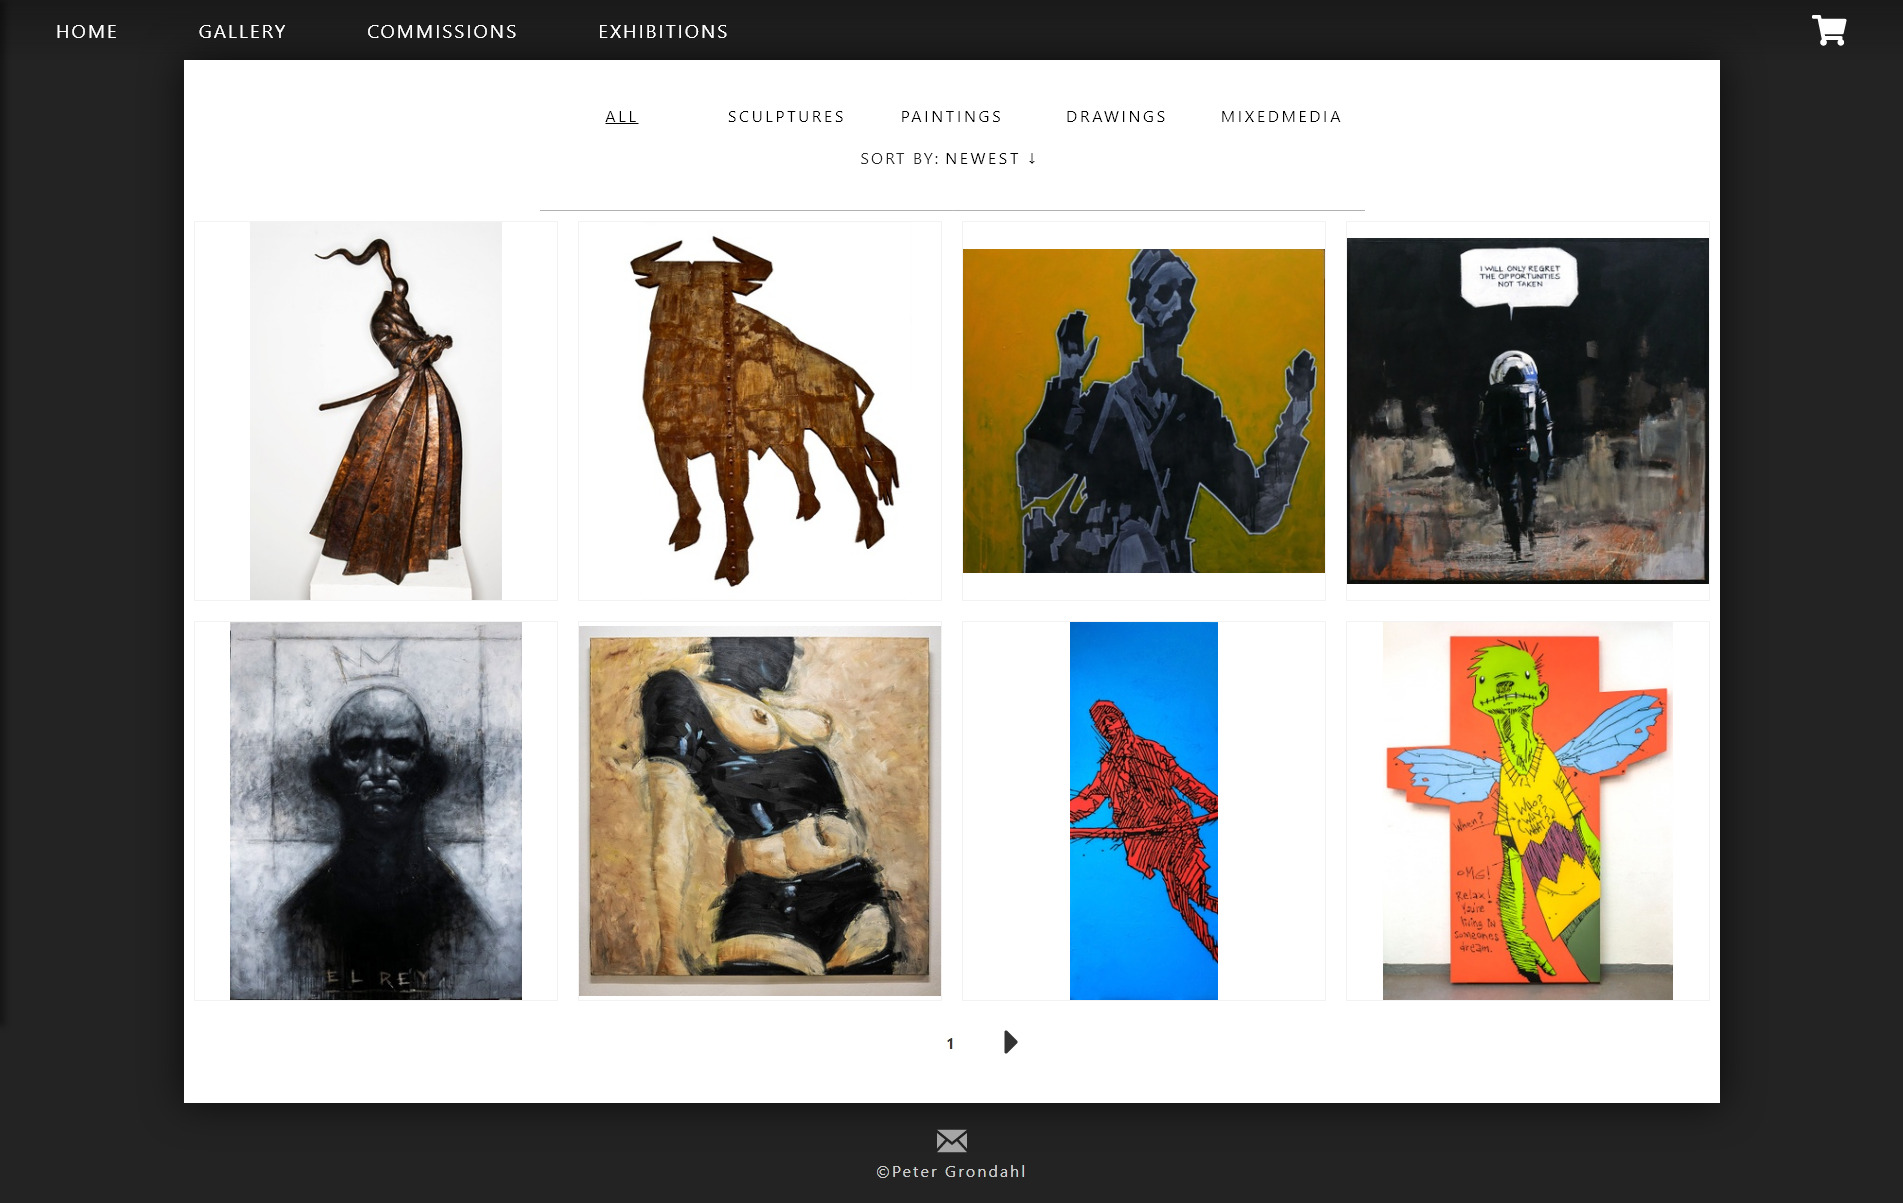 HOME
GALLERY
COMMISSIONS
EXHIBITIONS
ALL
SCULPTURES
PAINTINGS
DRAWINGS
MIXEDMEDIA
SORT BY: NEWEST ↓
I WILL ONLY REGRET
THE OPPORTUNITIES
NOT TAKEN
EL REY
WHO?
WHY?
WHAT?
When?
OMG!
Relax!
You're
living in
someones
dream.
1
©Peter Grondahl